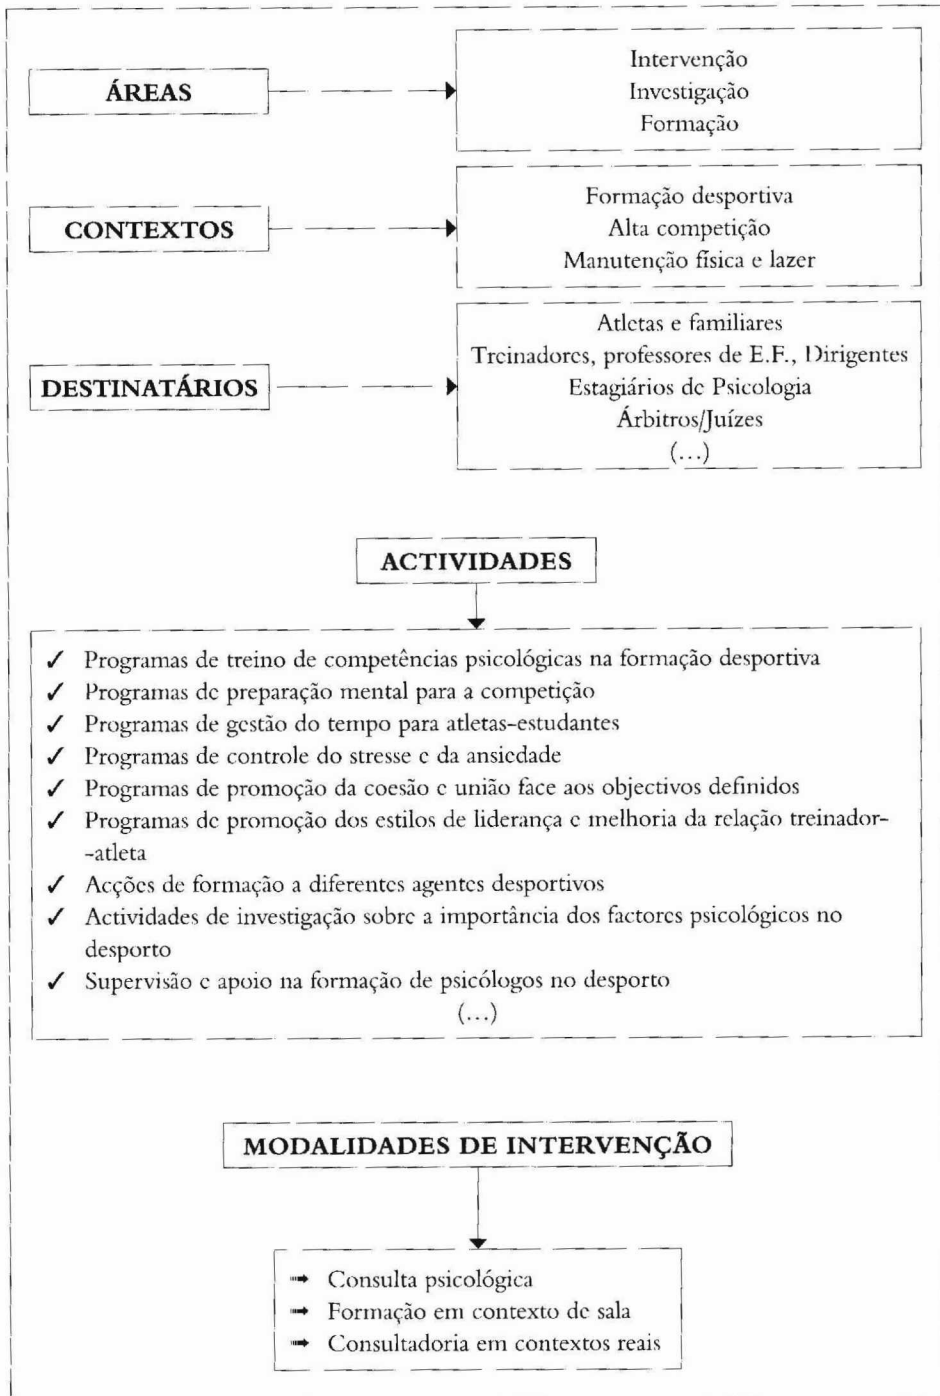 ÁREAS
Intervenção
Investigação
Formação
CONTEXTOS
Formação desportiva
Alta competição
Manutenção física e lazer
DESTINATÁRIOS
Atletas e familiares
Treinadores, professores de E.F., Dirigentes
Estagiários de Psicologia
Árbitros/Juízes
(...)
ACTIVIDADES
✓ Programas de treino de competências psicológicas na formação desportiva
✓ Programas de preparação mental para a competição
✓ Programas de gestão do tempo para atletas-estudantes
✓ Programas de controle do stresse e da ansiedade
✓ Programas de promoção da coesão e união face aos objectivos definidos
✓ Programas de promoção dos estilos de liderança e melhoria da relação treinador-
-atleta
✓ Acções de formação a diferentes agentes desportivos
✓ Actividades de investigação sobre a importância dos factores psicológicos no
desporto
✓ Supervisão e apoio na formação de psicólogos no desporto
(...)
MODALIDADES DE INTERVENÇÃO
➟ Consulta psicológica
➟ Formação em contexto de sala
➟ Consultadoria em contextos reais